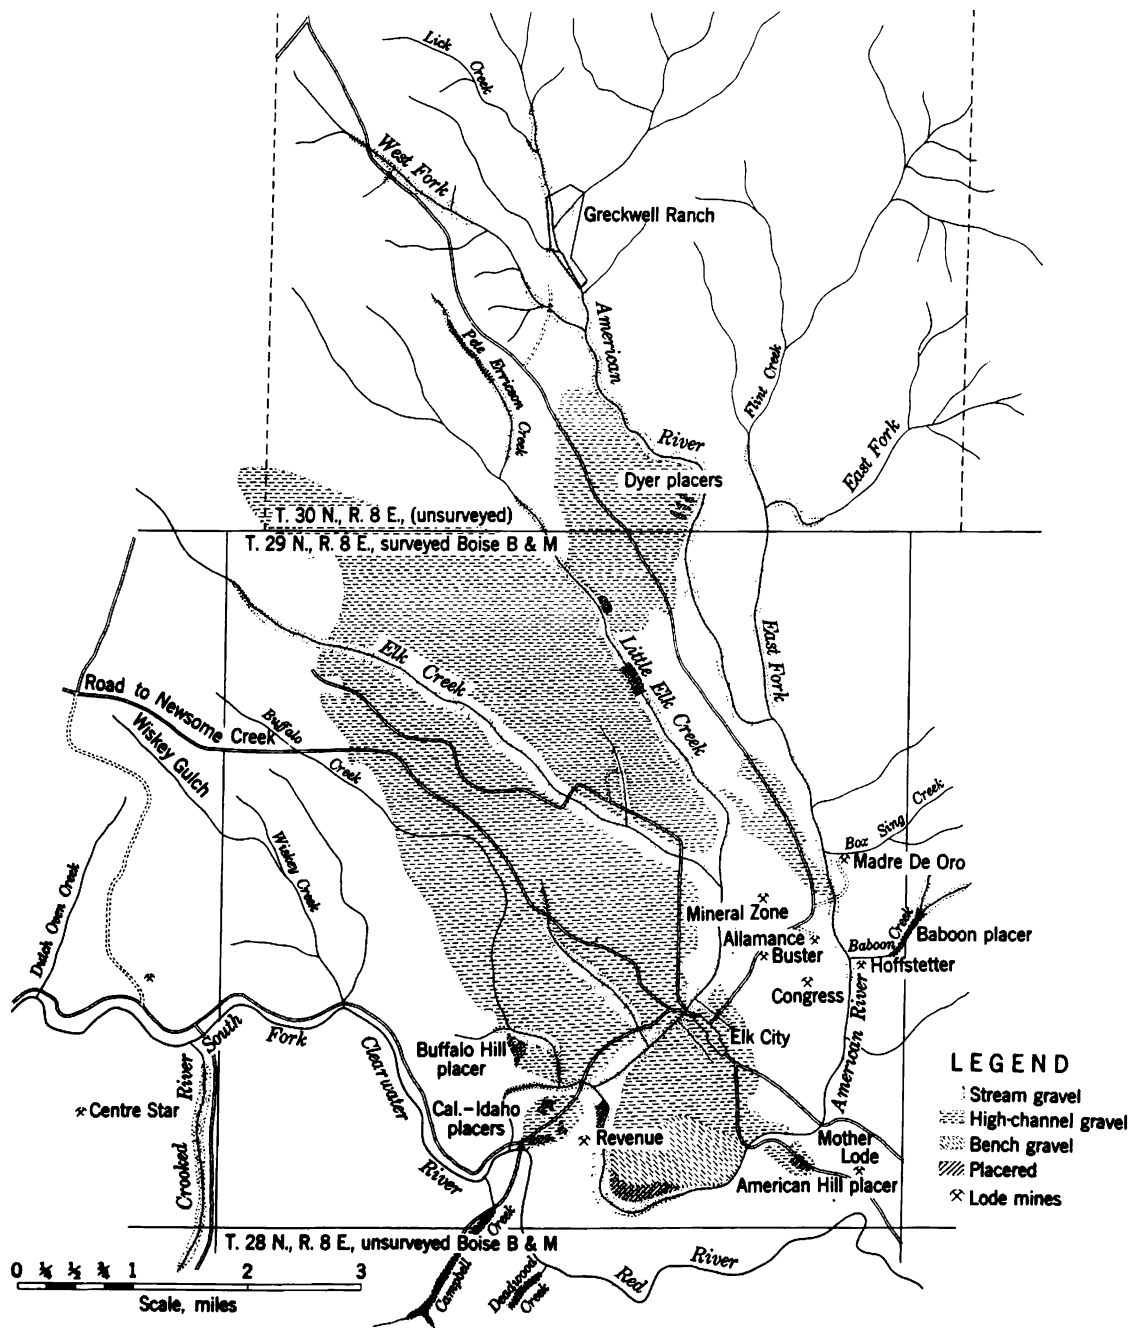 Lick
Creek
West Fork
Greckwell Ranch
American
River
Pete Erricson Creek
Flint Creek
East Fork
Dyer placers
T. 30 N., R. 8 E., (unsurveyed)
T. 29 N., R. 8 E., surveyed Boise B & M
Elk Creek
Little Elk Creek
East Fork
Road to Newsome Creek
Buffalo
Creek
Wiskey Gulch
Wiskey Creek
Dutch Oven Creek
Box Sing Creek
Madre De Oro
Mineral Zone
Allamance
Buster
Baboon Creek
Baboon placer
Hoffstetter
Congress
American River
Elk City
South
Fork
Clearwater
River
Buffalo Hill
placer
Cal.-Idaho
placers
Centre Star
Crooked
River
Revenue
Mother
Lode
American Hill placer
LEGEND
Stream gravel
High-channel gravel
Bench gravel
Placered
Lode mines
T. 28 N., R. 8 E., unsurveyed Boise B & M
Campbell
Creek
Deadwood
Creek
Red
River
0 ¼ ½ ¾ 1 2 3
Scale, miles